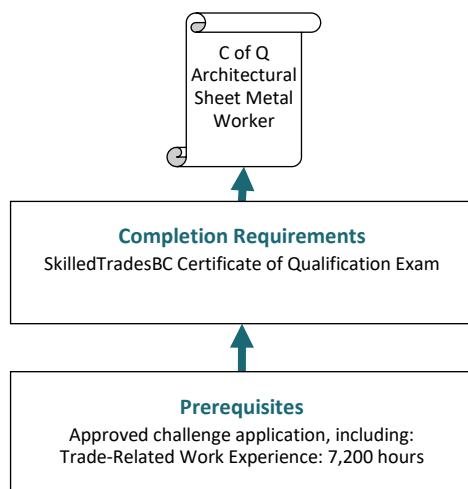 C of Q
Architectural
Sheet Metal
Worker
Completion Requirements
SkilledTradesBC Certificate of Qualification Exam
Prerequisites
Approved challenge application, including:
Trade-Related Work Experience: 7,200 hours